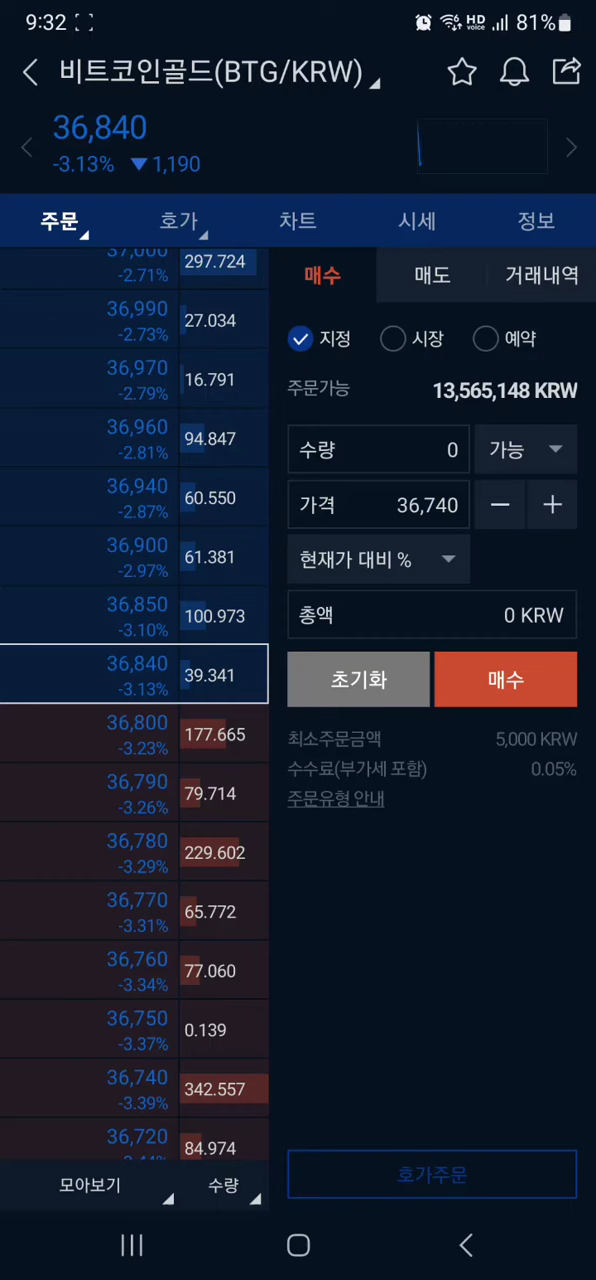 9:32 HD voice 81%
비트코인골드(BTG/KRW)
36,840
-3.13% ▼1,190
주문 호가 차트 시세 정보
37,000 297.724
-2.71%
36,990 27.034
-2.73%
36,970 16.791
-2.79%
36,960 94.847
-2.81%
36,940 60.550
-2.87%
36,900 61.381
-2.97%
36,850 100.973
-3.10%
36,840 39.341
-3.13%
36,800 177.665
-3.23%
36,790 79.714
-3.26%
36,780 229.602
-3.29%
36,770 65.772
-3.31%
36,760 77.060
-3.34%
36,750 0.139
-3.37%
36,740 342.557
-3.39%
36,720 84.974
모아보기 수량
매수 매도 거래내역
지정 시장 예약
주문가능 13,565,148 KRW
수량 0 가능
가격 36,740 − +
현재가 대비 %
총액 0 KRW
초기화 매수
최소주문금액 5,000 KRW
수수료(부가세 포함) 0.05%
주문유형 안내
호가주문